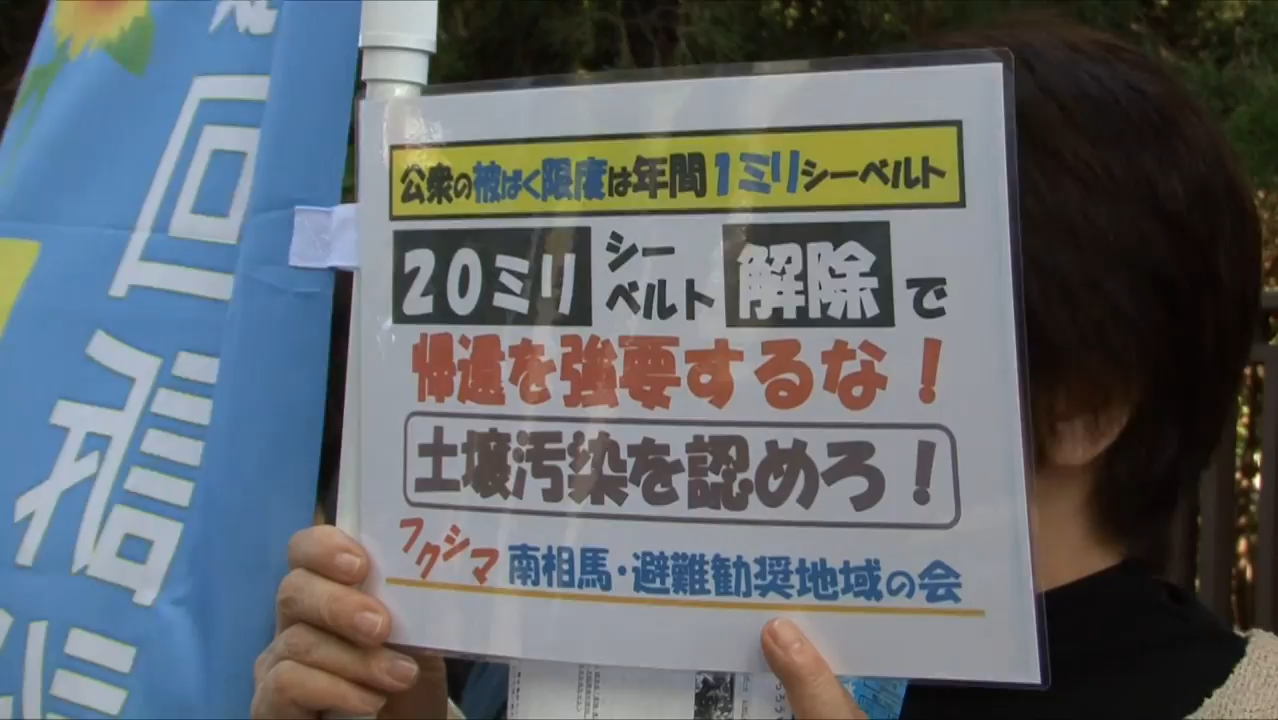 公衆の被ばく限度は年間1ミリシーベルト
20ミリシーベルト解除で
帰還を強要するな！
土壌汚染を認めろ！
フクシマ 南相馬・避難勧奨地域の会
回